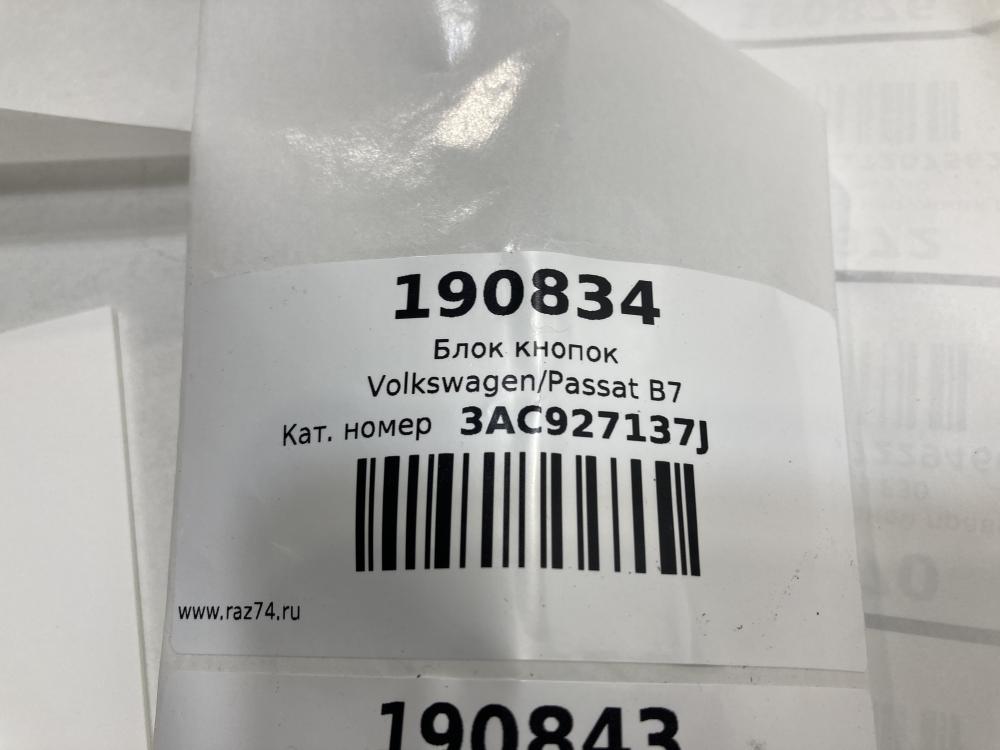 190834
Блок кнопок
Volkswagen/Passat B7
Кат. номер 3AC927137J
www.raz74.ru
190843